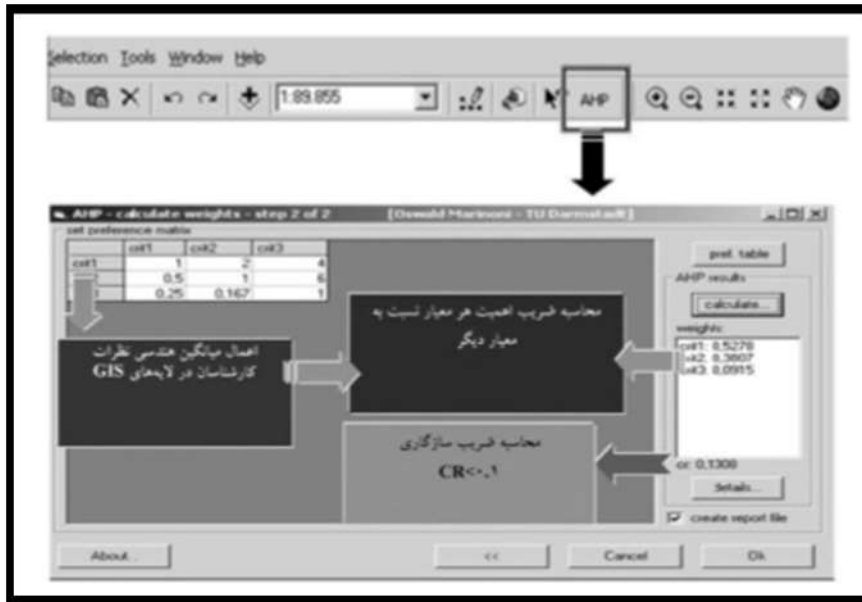 Selection Tools Window Help
1:89.855
AHP
AHP - calculate weights - step 2 of 2 [Oswald Marinoni - TU Darmstadt]
set preference matrix
crit1 crit2 crit3
crit1 1 2 4
0.5 1 6
0.25 0.167 1
pref. table
AHP results
calculate...
weights:
crit1: 0,5278
crit2: 0,3807
crit3: 0,0915
محاسبه ضریب اهمیت هر معیار نسبت به
معیار دیگر
اعمال میانگین هندسی نظرات
کارشناسان در لایه‌های GIS
محاسبه ضریب سازگاری
CR<۰.۱
cr: 0,1308
details...
create report file
About...
<<
Cancel
Ok